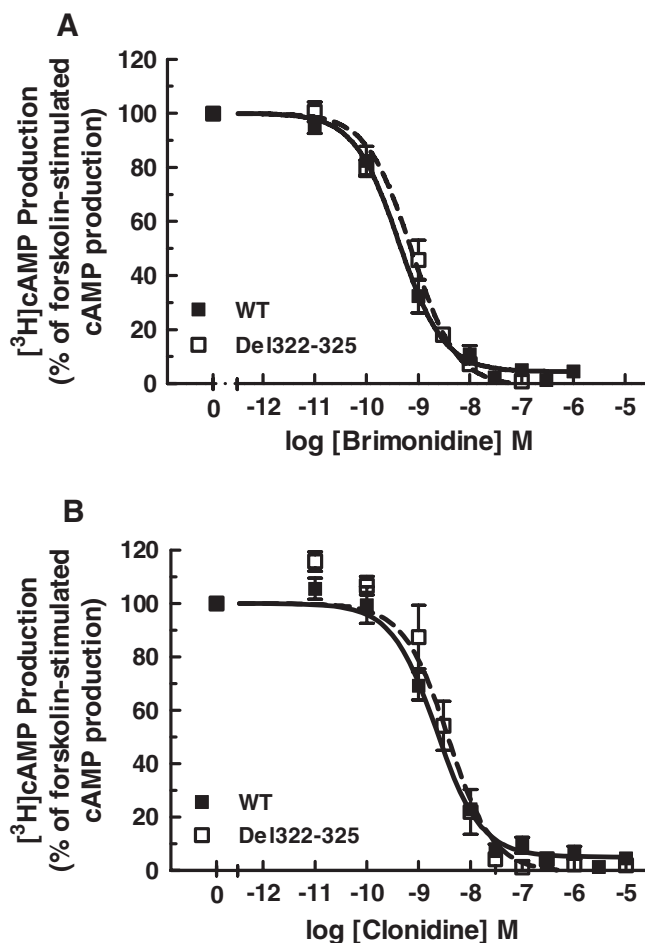 A
[³H]cAMP Production
(% of forskolin-stimulated
cAMP production)
120
100
80
60
40
20
0
WT
Del322-325
0 -12 -11 -10 -9 -8 -7 -6 -5
log [Brimonidine] M
B
[³H]cAMP Production
(% of forskolin-stimulated
cAMP production)
120
100
80
60
40
20
0
WT
Del322-325
0 -12 -11 -10 -9 -8 -7 -6 -5
log [Clonidine] M